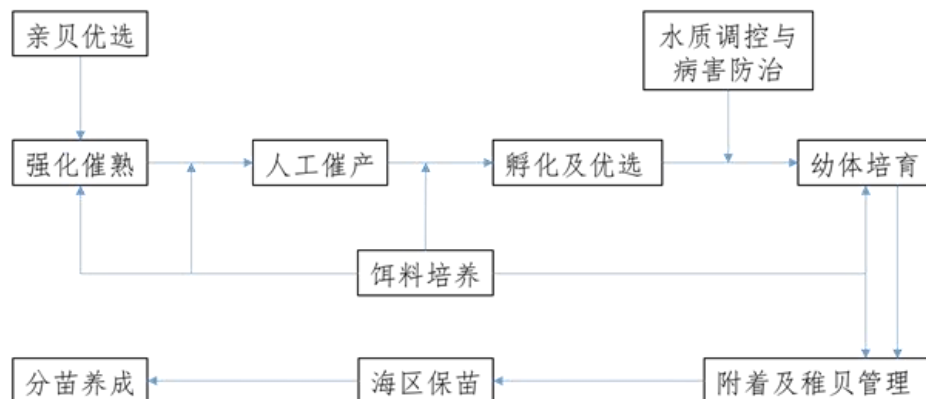 亲贝优选
水质调控与
病害防治
强化催熟
人工催产
孵化及优选
幼体培育
饵料培养
分苗养成
海区保苗
附着及稚贝管理